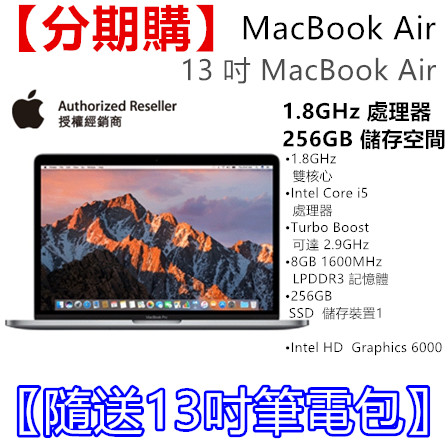 【分期購】 MacBook Air
13 吋 MacBook Air
Authorized Reseller
授權經銷商
1.8GHz 處理器
256GB 儲存空間
•1.8GHz
雙核心
•Intel Core i5
處理器
•Turbo Boost
可達 2.9GHz
•8GB 1600MHz
LPDDR3 記憶體
•256GB
SSD 儲存裝置1
•Intel HD Graphics 6000
【隨送13吋筆電包】